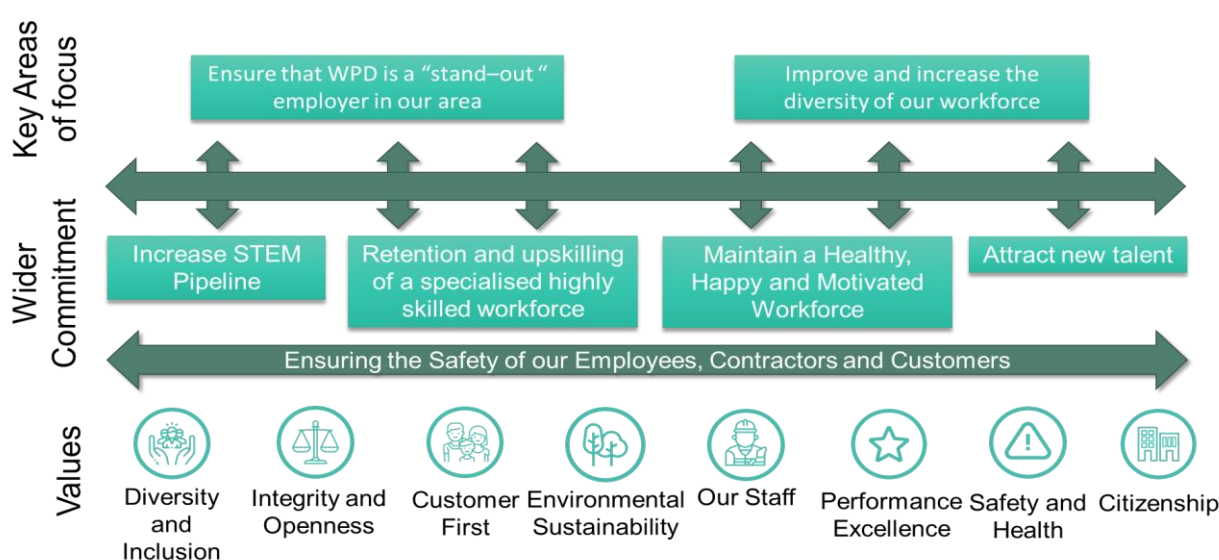 Key Areas
of focus
Ensure that WPD is a “stand–out “
employer in our area
Improve and increase the
diversity of our workforce
Wider
Commitment
Increase STEM
Pipeline
Retention and upskilling
of a specialised highly
skilled workforce
Maintain a Healthy,
Happy and Motivated
Workforce
Attract new talent
Ensuring the Safety of our Employees, Contractors and Customers
Values
Diversity
and
Inclusion
Integrity and
Openness
Customer
First
Environmental
Sustainability
Our Staff
Performance
Excellence
Safety and
Health
Citizenship